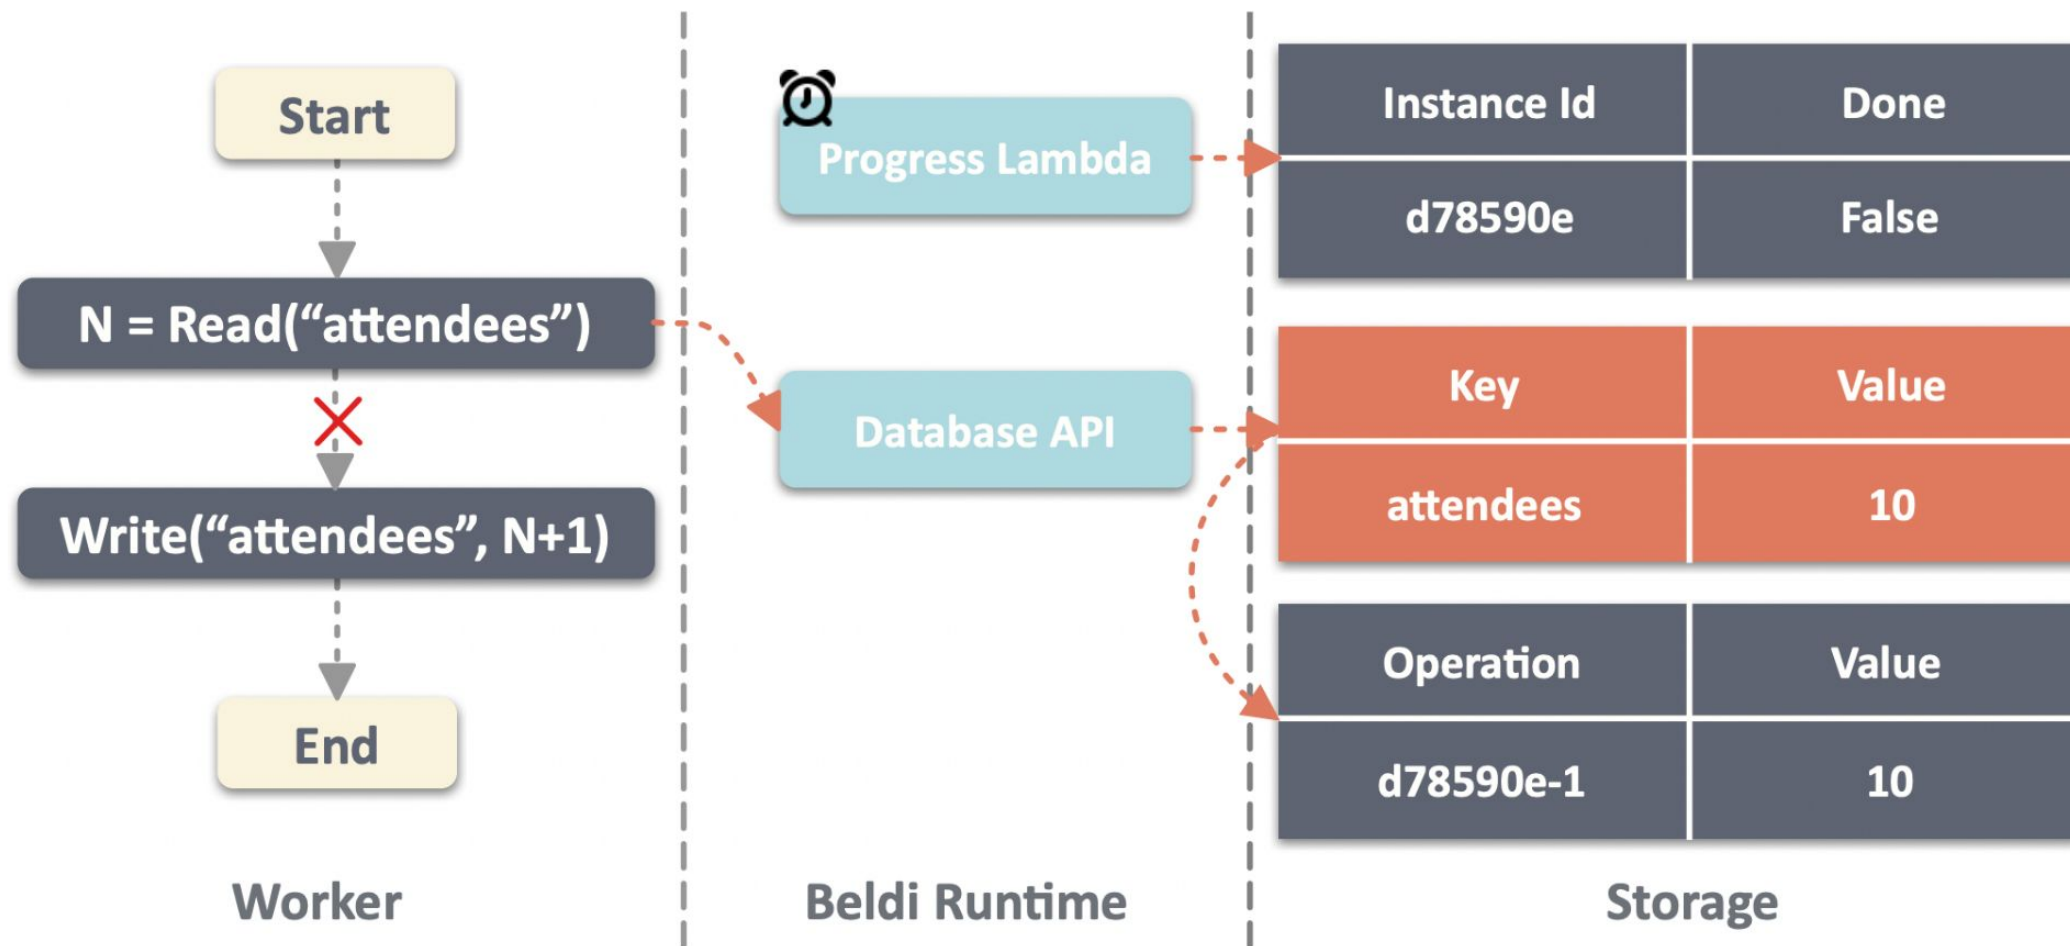 Start
N = Read(“attendees”)
Write(“attendees”, N+1)
End
Worker
Progress Lambda
Database API
Beldi Runtime
Instance Id Done
d78590e False
Key Value
attendees 10
Operation Value
d78590e-1 10
Storage